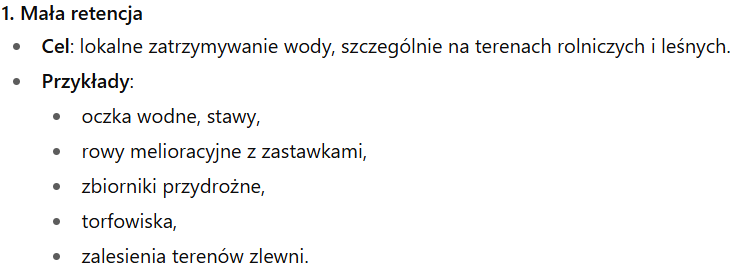 1. Mała retencja
• Cel: lokalne zatrzymywanie wody, szczególnie na terenach rolniczych i leśnych.
• Przykłady:
• oczka wodne, stawy,
• rowy melioracyjne z zastawkami,
• zbiorniki przydrożne,
• torfowiska,
• zalesienia terenów zlewni.